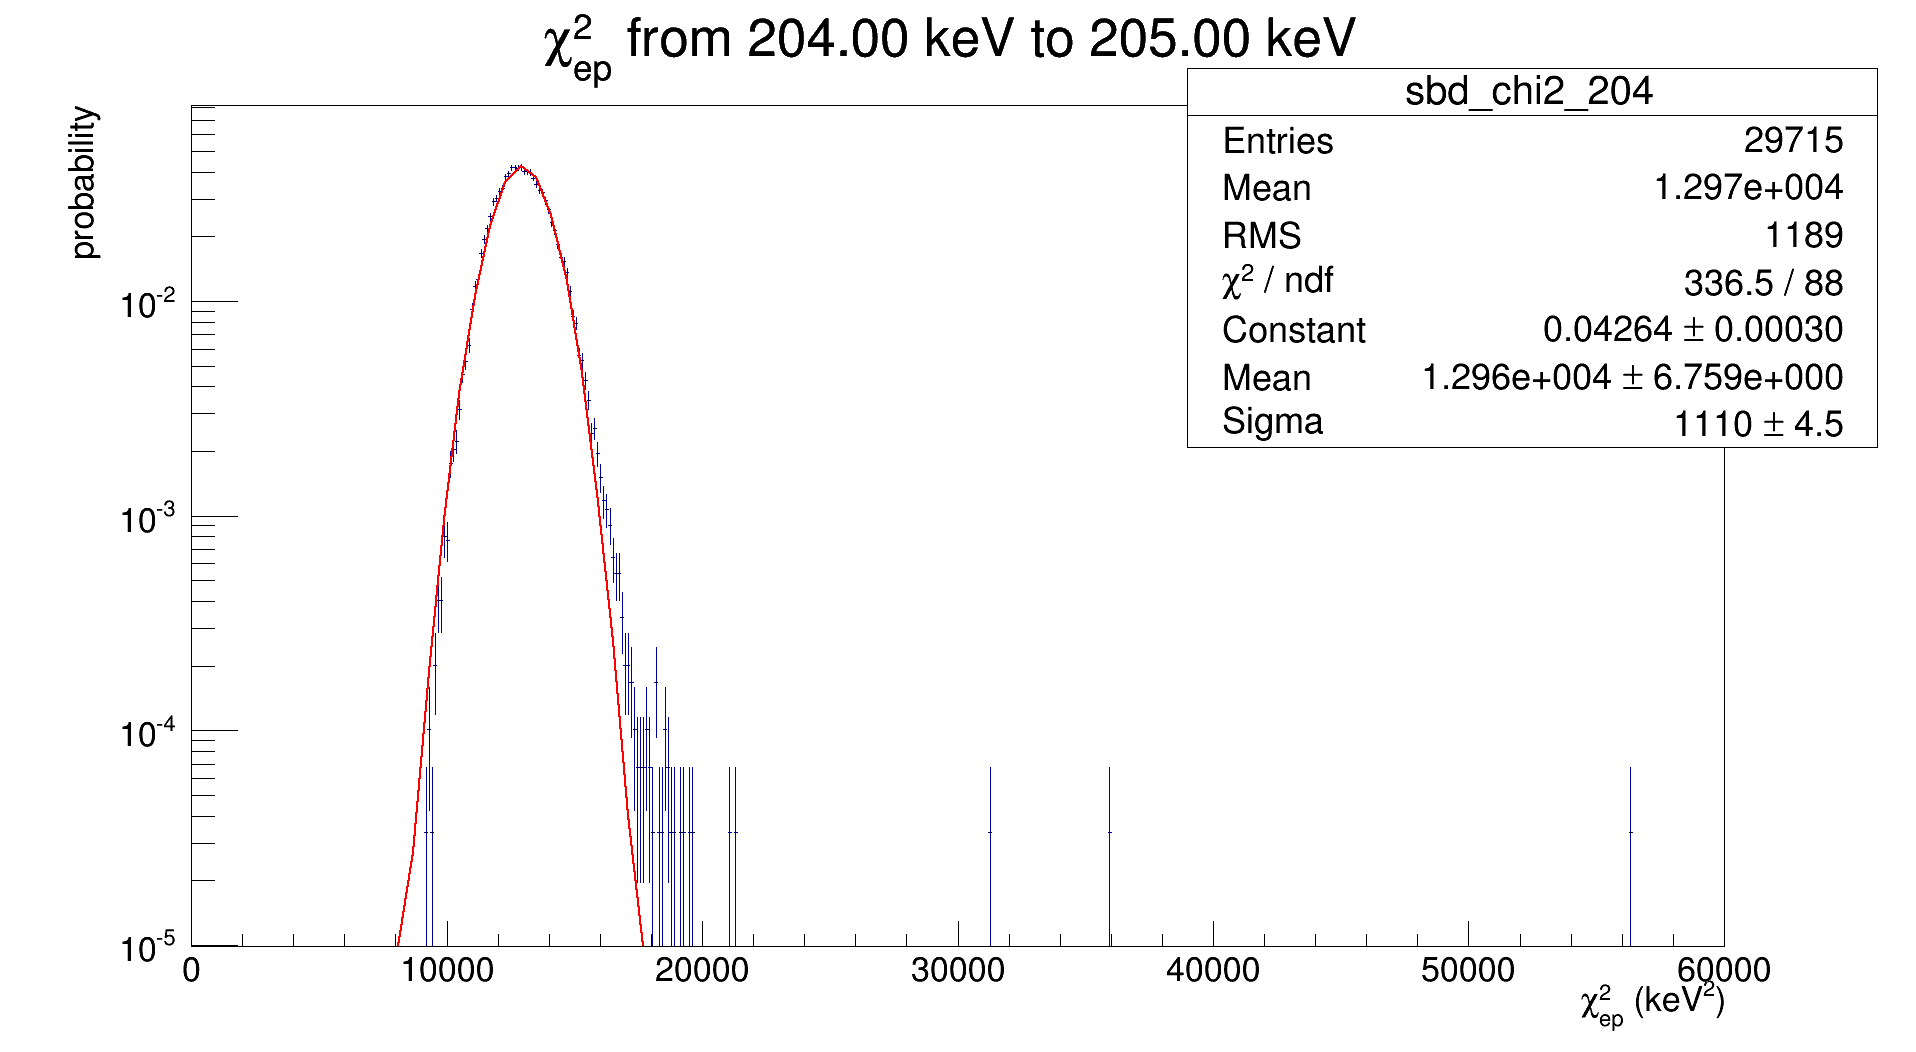 χ²ep from 204.00 keV to 205.00 keV
sbd_chi2_204
Entries 29715
Mean 1.297e+004
RMS 1189
χ² / ndf 336.5 / 88
Constant 0.04264 ± 0.00030
Mean 1.296e+004 ± 6.759e+000
Sigma 1110 ± 4.5
probability
10⁻²
10⁻³
10⁻⁴
10⁻⁵
0 10000 20000 30000 40000 50000 60000
χ²ep (keV²)